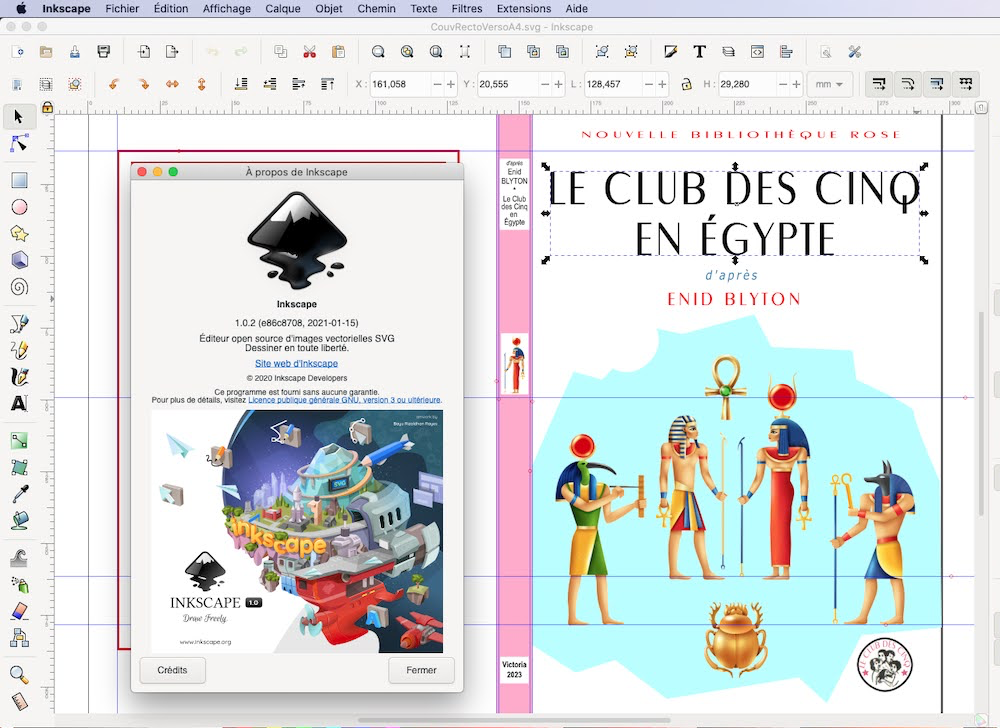 Inkscape Fichier Édition Affichage Calque Objet Chemin Texte Filtres Extensions Aide
CouvRectoVersoA4.svg - Inkscape
X : 161,058 Y : 20,555 L : 128,457 H : 29,280 mm
À propos de Inkscape
Inkscape
1.0.2 (e86c8708, 2021-01-15)
Éditeur open source d'images vectorielles SVG
Dessiner en toute liberté.
Site web d'Inkscape
© 2020 Inkscape Developers
Ce programme est fourni sans aucune garantie.
Pour plus de détails, visitez Licence publique générale GNU, version 3 ou ultérieure.
artwork by
SVG
inkscape
INKSCAPE 1.0
Draw Freely.
www.inkscape.org
Crédits
Fermer
d'après
Enid
BLYTON
•
Le Club
des Cinq
en
Égypte
Victoria
2023
NOUVELLE BIBLIOTHÈQUE ROSE
LE CLUB DES CINQ
EN ÉGYPTE
d'après
ENID BLYTON
LE CLUB DES CINQ